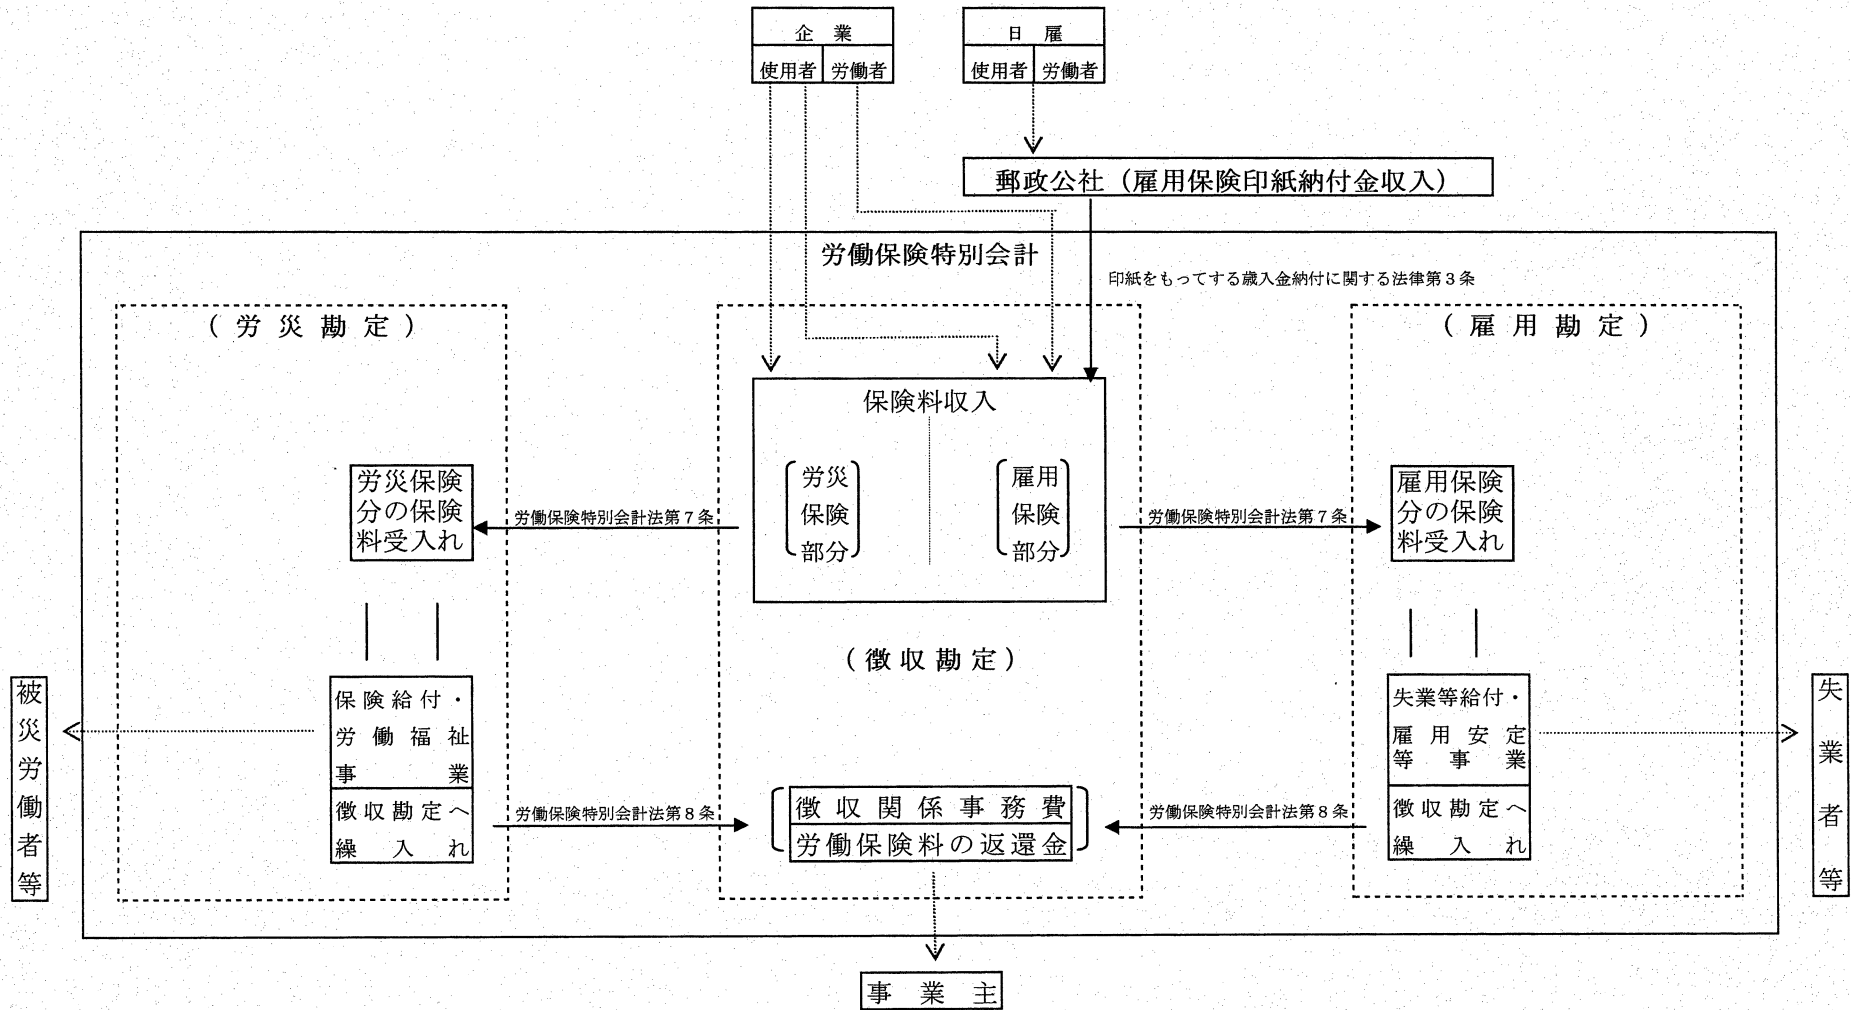 企業
使用者 労働者
日雇
使用者 労働者
郵政公社（雇用保険印紙納付金収入）
労働保険特別会計
印紙をもってする歳入金納付に関する法律第３条
（労災勘定）
（雇用勘定）
保険料収入
労災
保険
部分
雇用
保険
部分
労災保険
分の保険
料受入れ
労働保険特別会計法第７条
労働保険特別会計法第７条
雇用保険
分の保険
料受入れ
（徴収勘定）
被災労働者等
保険給付・
労働福祉
事業
徴収勘定へ
繰入れ
労働保険特別会計法第８条
徴収関係事務費
労働保険料の返還金
労働保険特別会計法第８条
失業等給付・
雇用安定
等事業
徴収勘定へ
繰入れ
失業者等
事業主